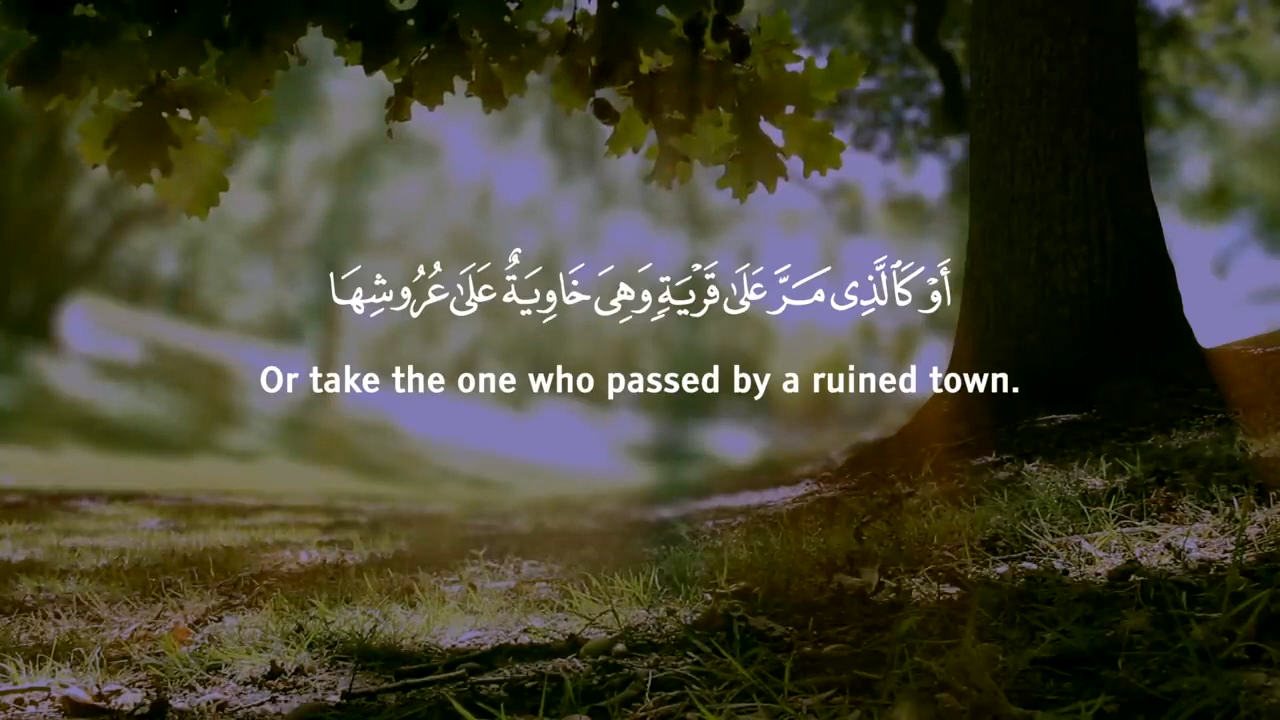 أَوْ كَٱلَّذِى مَرَّ عَلَىٰ قَرْيَةٍ وَهِىَ خَاوِيَةٌ عَلَىٰ عُرُوشِهَا
Or take the one who passed by a ruined town.